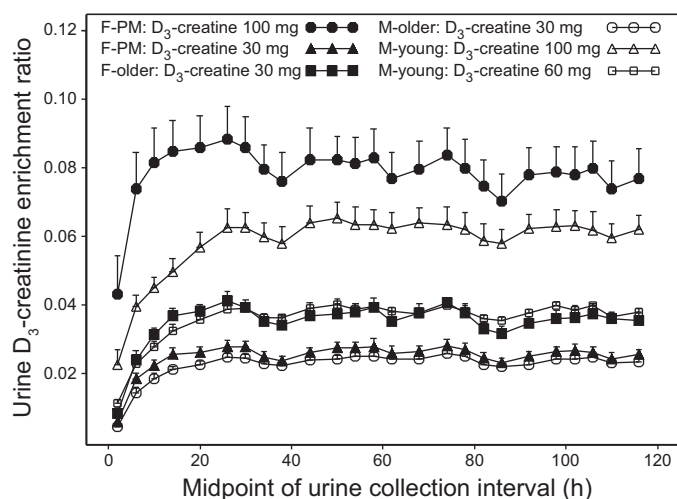 F-PM: D₃-creatine 100 mg
F-PM: D₃-creatine 30 mg
F-older: D₃-creatine 30 mg
M-older: D₃-creatine 30 mg
M-young: D₃-creatine 100 mg
M-young: D₃-creatine 60 mg
Urine D₃-creatinine enrichment ratio
0.12
0.10
0.08
0.06
0.04
0.02
0 20 40 60 80 100 120
Midpoint of urine collection interval (h)